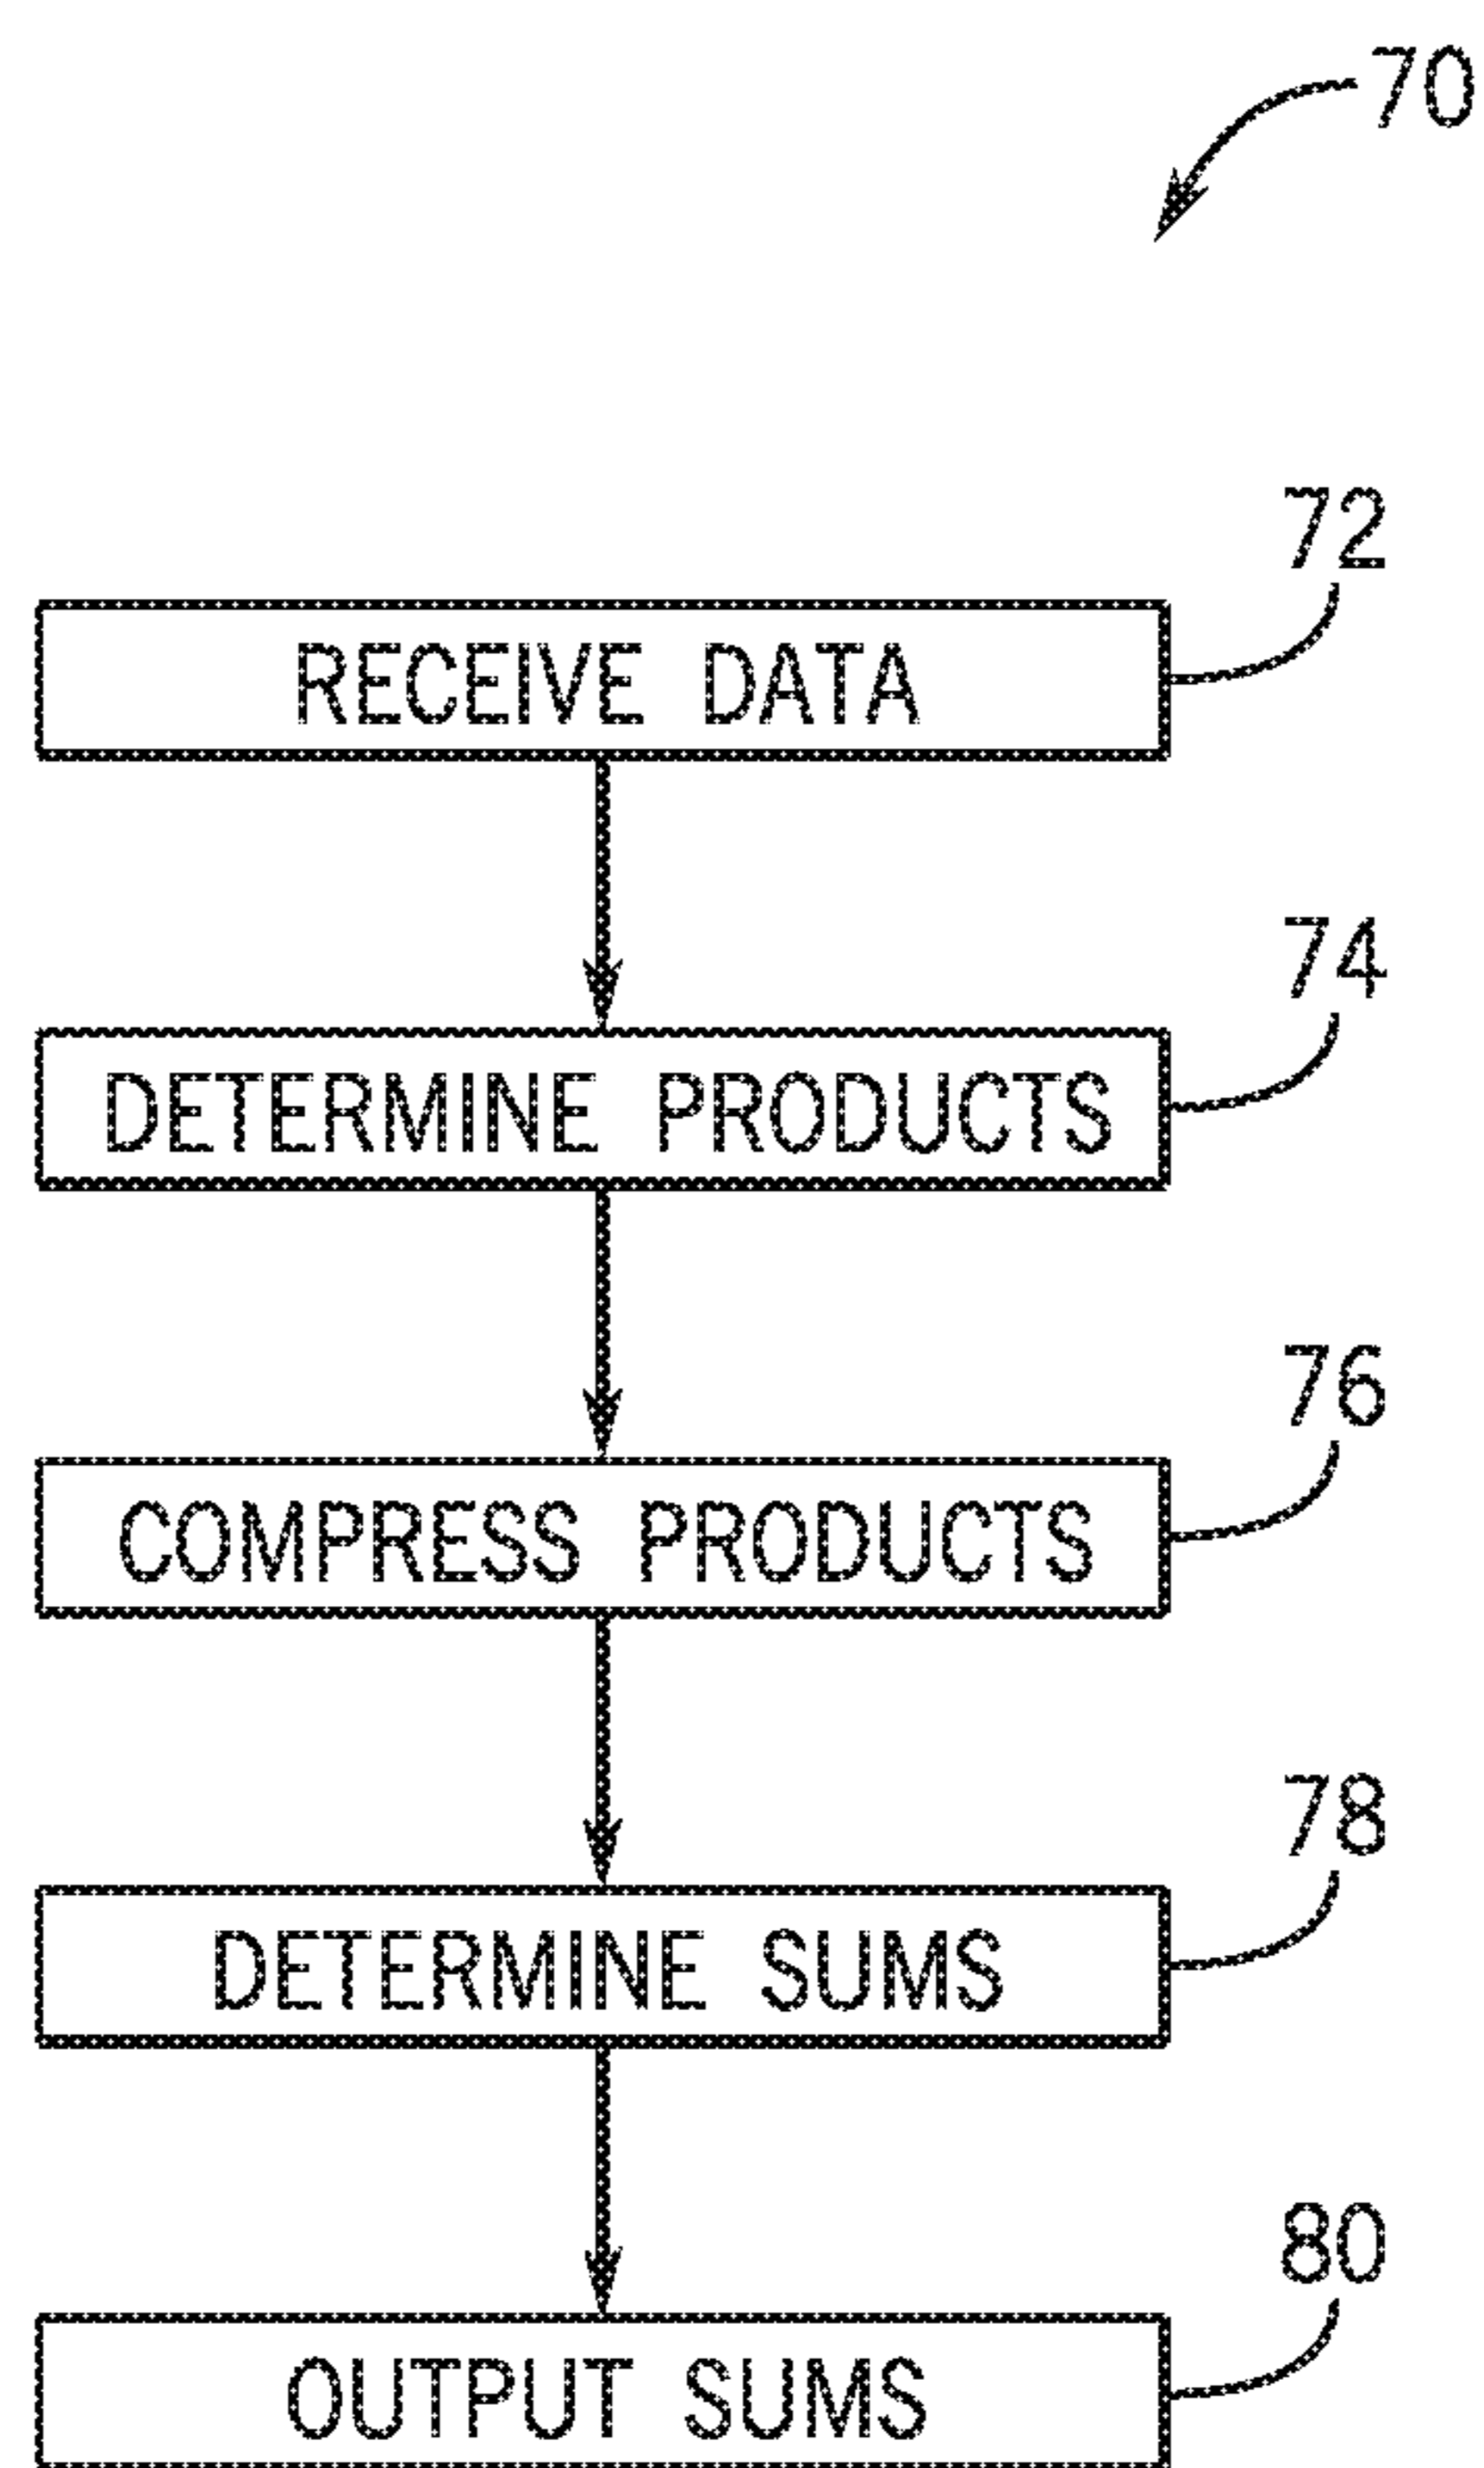 70
72
RECEIVE DATA
74
DETERMINE PRODUCTS
76
COMPRESS PRODUCTS
78
DETERMINE SUMS
80
OUTPUT SUMS